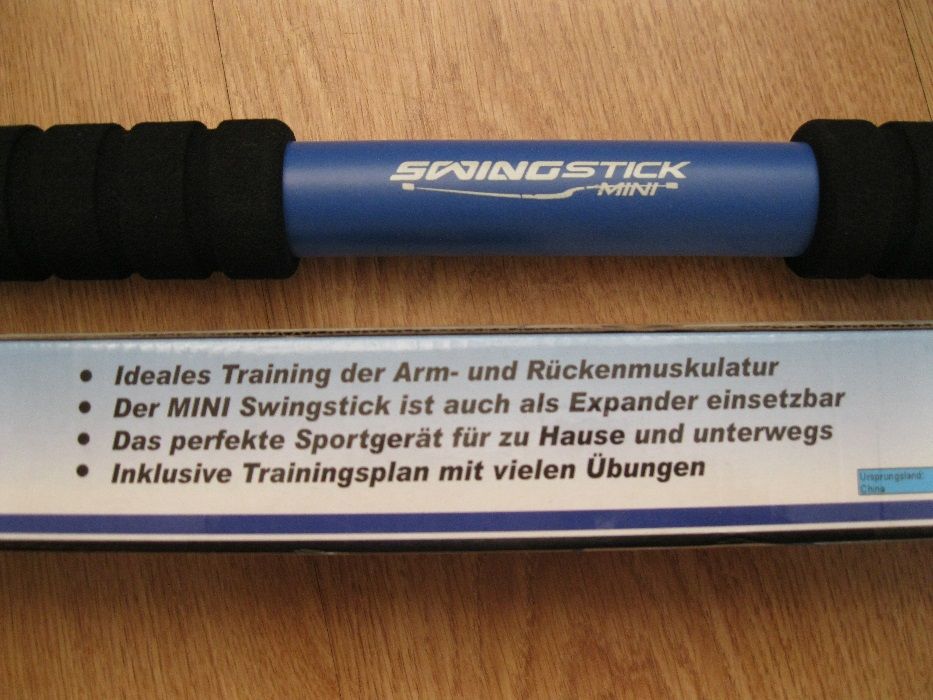 SWINGSTICK
MINI
• Ideales Training der Arm- und Rückenmuskulatur
• Der MINI Swingstick ist auch als Expander einsetzbar
• Das perfekte Sportgerät für zu Hause und unterwegs
• Inklusive Trainingsplan mit vielen Übungen
Ursprungsland:
China